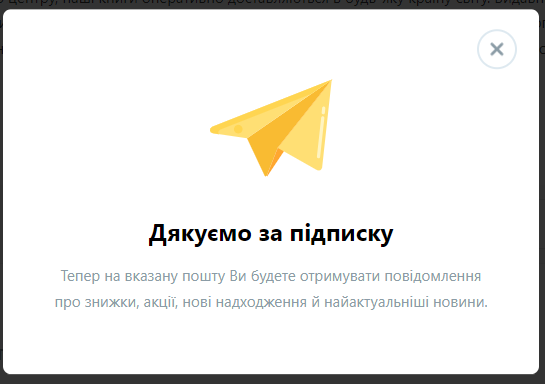 Дякуємо за підписку
Тепер на вказану пошту Ви будете отримувати повідомлення
про знижки, акції, нові надходження й найактуальніші новини.